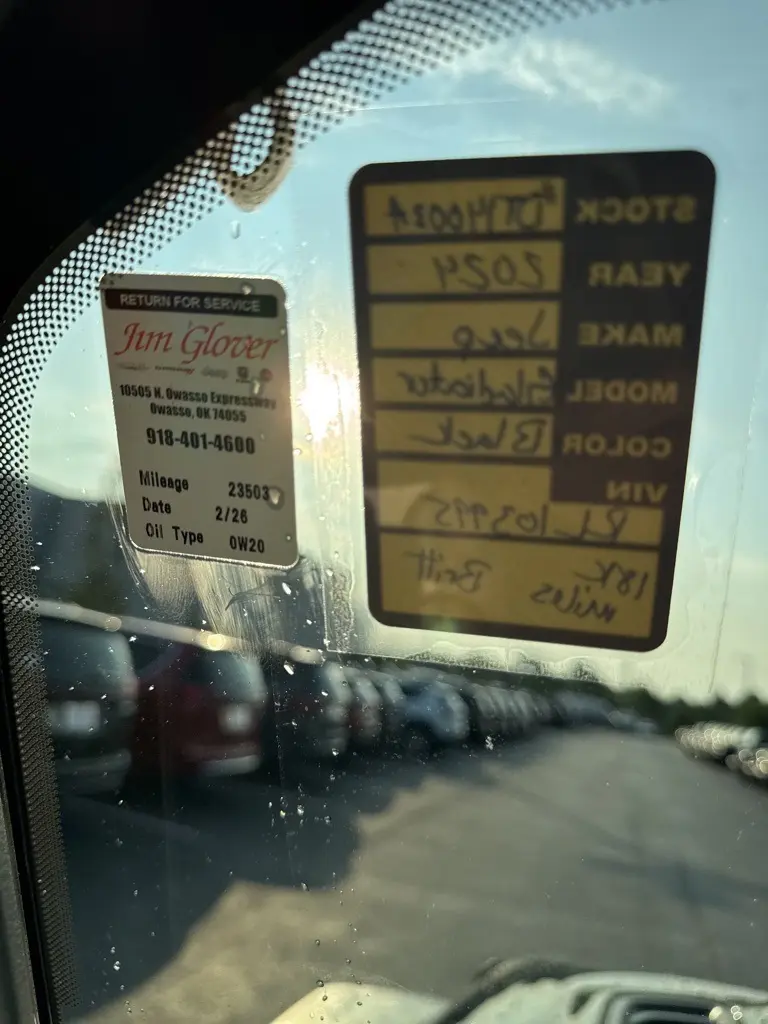 RETURN FOR SERVICE
Jim Glover
10505 N. Owasso Expressway
Owasso, OK 74055
918-401-4600
Mileage 23503
Date 2/26
Oil Type 0W20
STOCK
YEAR 2024
MAKE Jeep
MODEL Gladiator
COLOR Black
VIN
RL103995
18K miles Britt